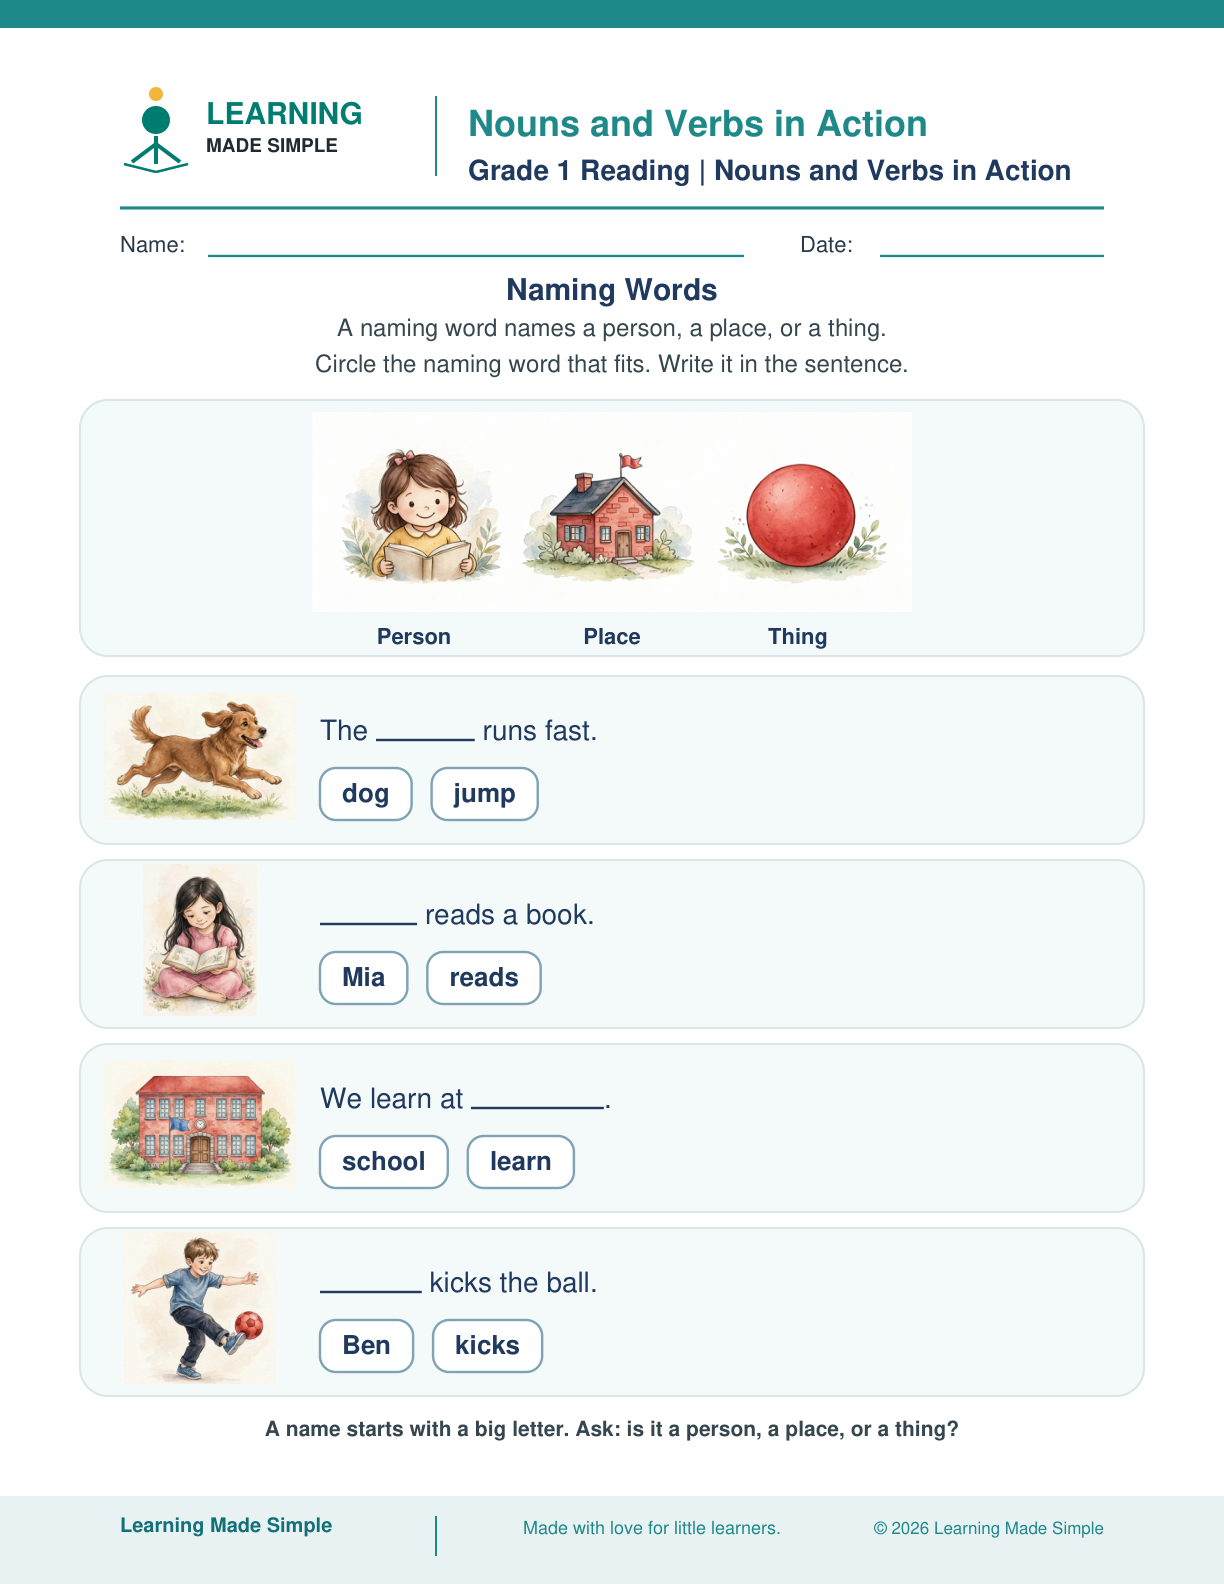 LEARNING
MADE SIMPLE
Nouns and Verbs in Action
Grade 1 Reading | Nouns and Verbs in Action
Name:
Date:
Naming Words
A naming word names a person, a place, or a thing.
Circle the naming word that fits. Write it in the sentence.
Person Place Thing
The _______ runs fast.
dog jump
_______ reads a book.
Mia reads
We learn at _________.
school learn
_______ kicks the ball.
Ben kicks
A name starts with a big letter. Ask: is it a person, a place, or a thing?
Learning Made Simple
Made with love for little learners.
© 2026 Learning Made Simple